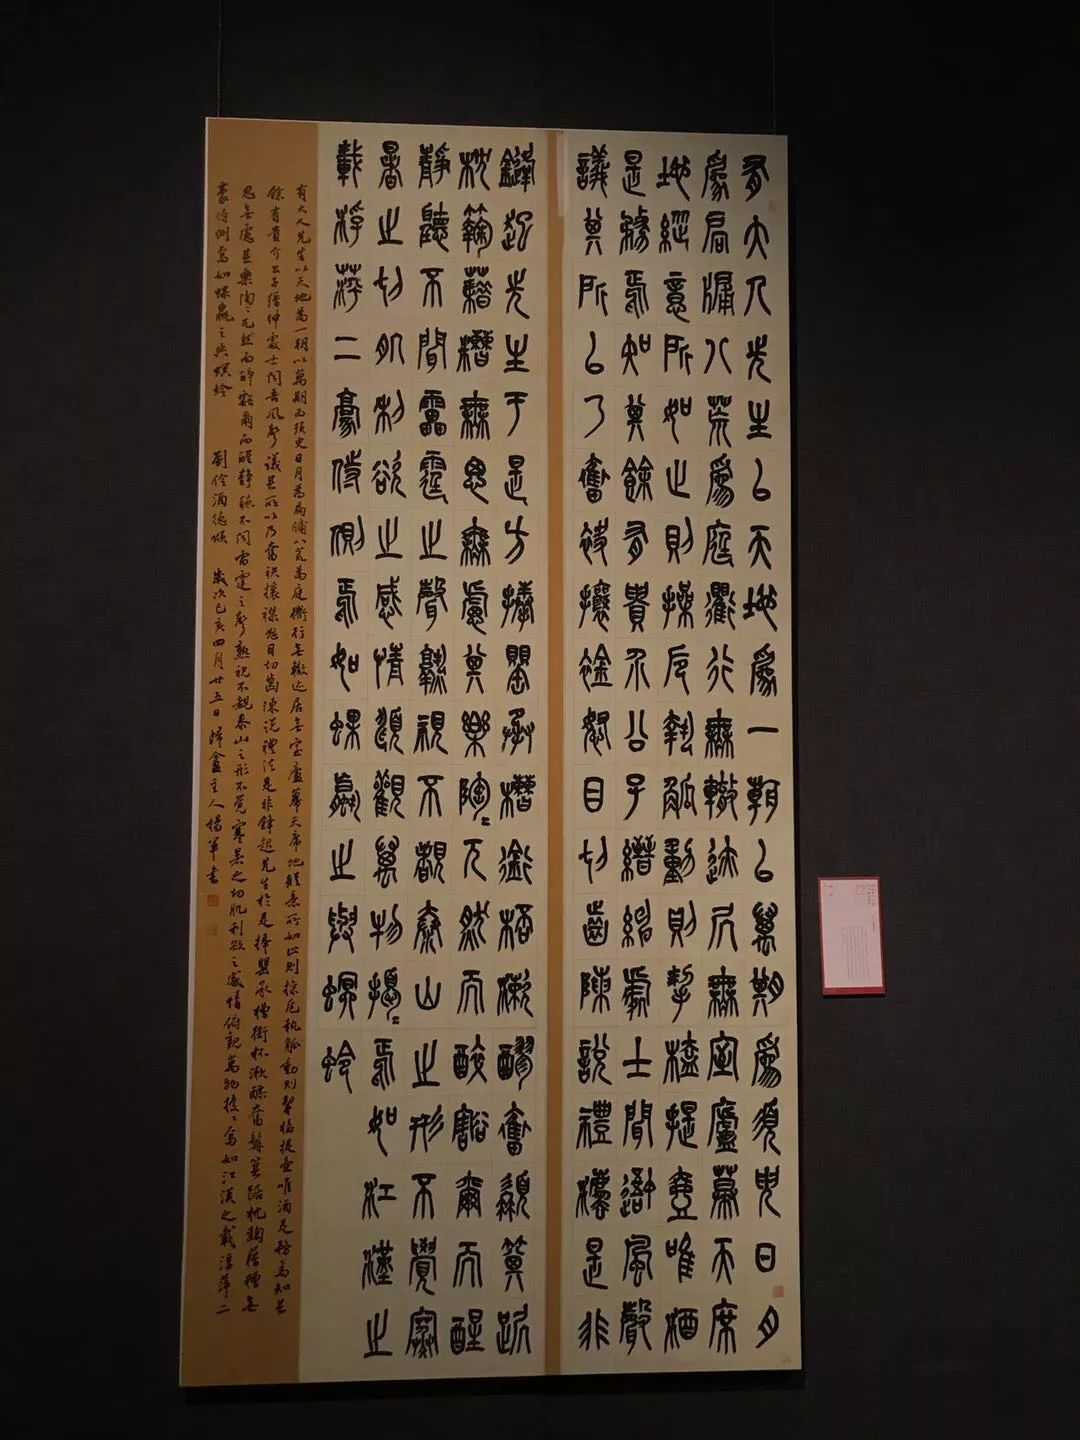 有大人先生以天地為一朝以萬期為須臾日月
為扃牖八荒為庭衢行無轍迹居無室廬幕天席
地縱意所如止則操卮執觚動則挈榼提壺唯酒
是務焉知其餘有貴介公子縉紳處士聞吾風聲
議其所以乃奮袂攘襟怒目切齒陳說禮法是非
鏠起先生于是方捧罌承槽銜桮漱醪奮髯箕踞
枕麴藉糟無思無慮其樂陶〻兀然而醉豁爾而醒
靜聽不聞雷霆之聲孰視不覩泰山之形不覺寒
暑之切肌利欲之感情俯觀萬物擾〻焉如江漢之
載浮萍二豪侍側焉如蜾蠃之與螟蛉
有大人先生以天地為一朝以萬期為須臾日月為扃牖八荒為庭衢行無轍迹居無室廬幕天席地縱意所如止則操卮執觚動則挈榼提壺唯酒是務焉知其
餘有貴介公子縉紳處士聞吾風聲議其所以乃奮袂攘襟怒目切齒陳說禮法是非鋒起先生於是捧罌承槽銜杯漱醪奮髯箕踞枕麴藉糟無
思無慮其樂陶〻兀然而醉豁爾而醒靜聽不聞雷霆之聲熟視不覩泰山之形不覺寒暑之切肌利欲之感情俯觀萬物擾〻焉如江漢之載浮萍二
豪侍側焉如蜾蠃之與螟蛉 劉伶酒德頌 歲次己亥四月廿五日 歸盦主人楊軍書